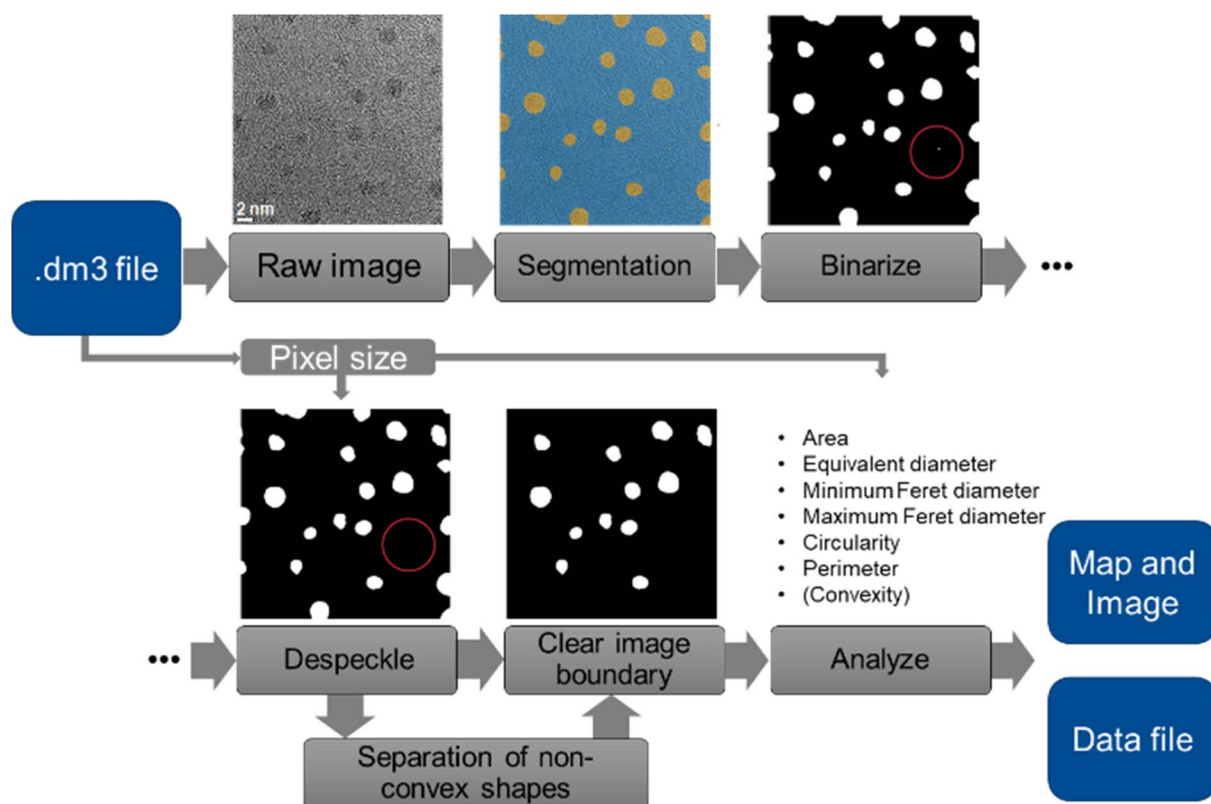 2 nm
.dm3 file
Raw image
Segmentation
Binarize
•••
Pixel size
• Area
• Equivalent diameter
• Minimum Feret diameter
• Maximum Feret diameter
• Circularity
• Perimeter
• (Convexity)
•••
Despeckle
Clear image
boundary
Analyze
Map and
Image
Separation of non-
convex shapes
Data file